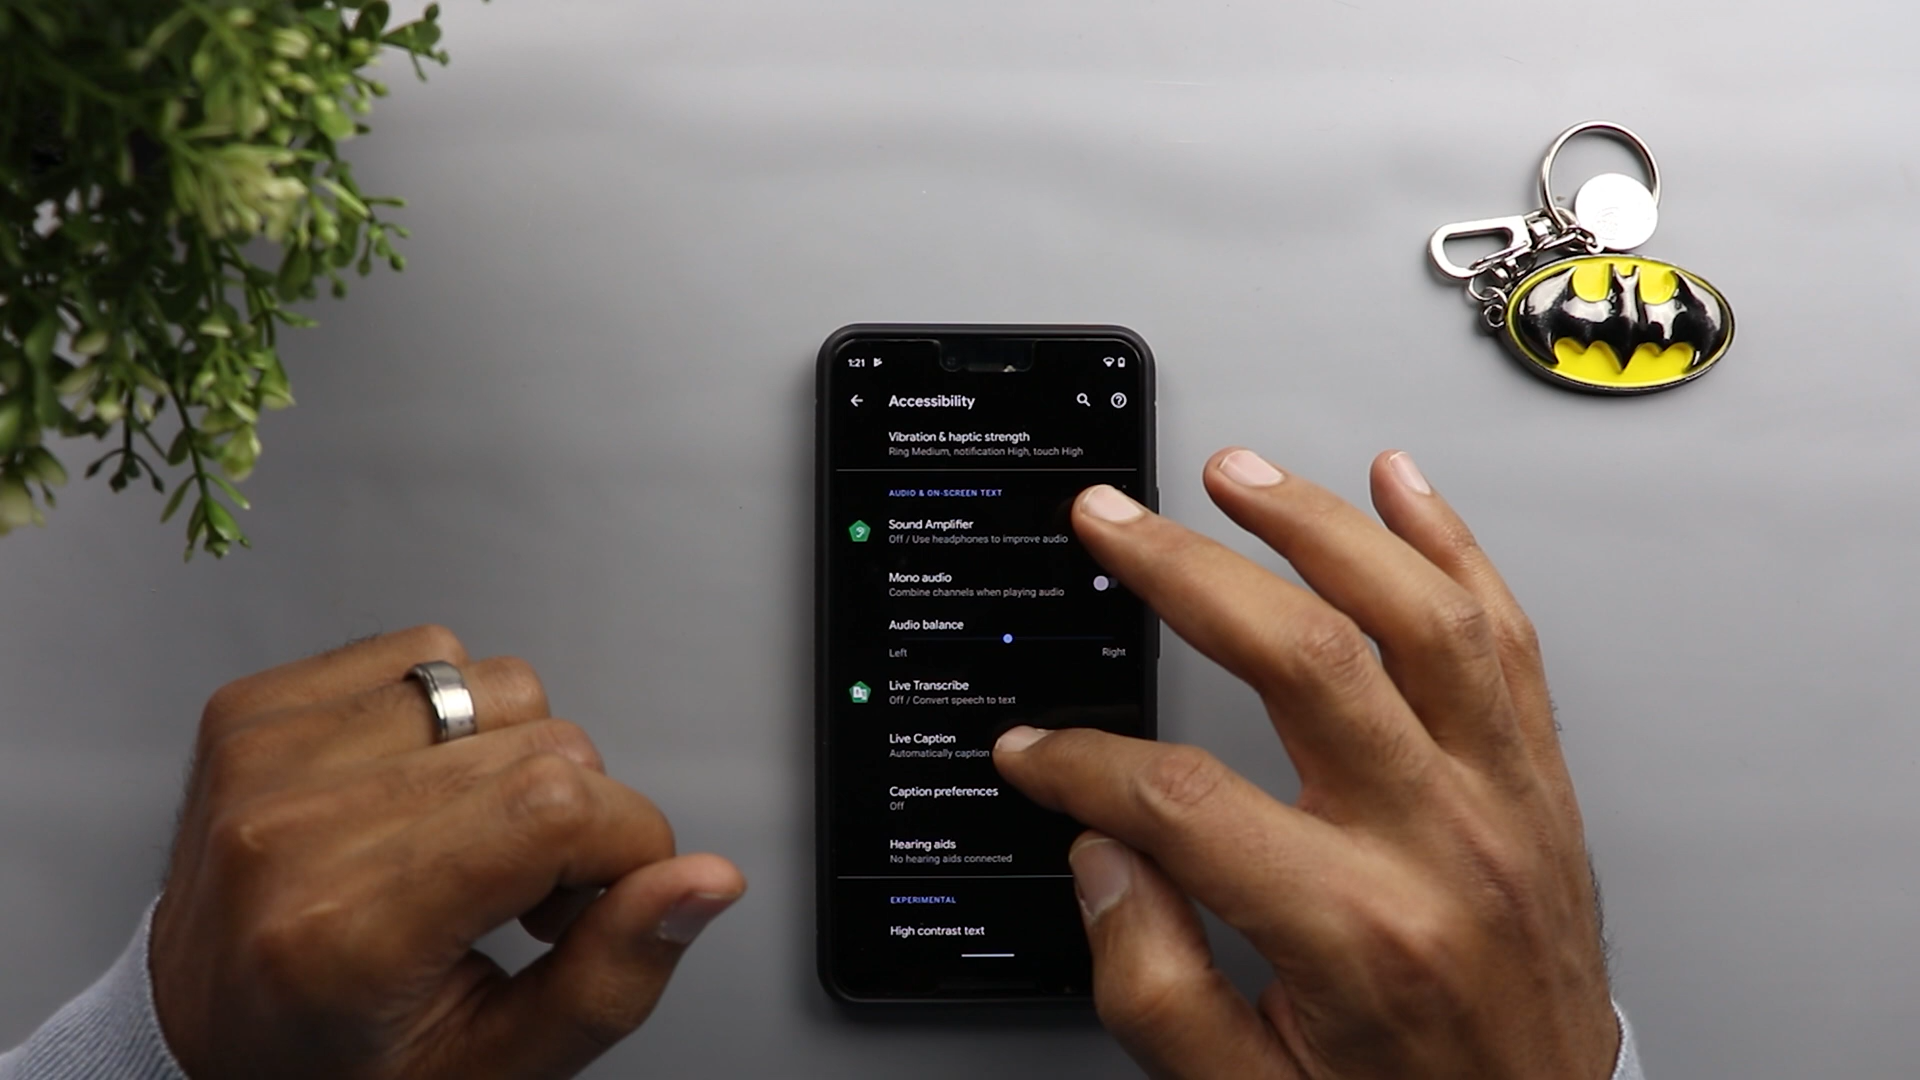 1:21
Accessibility
Vibration & haptic strength
Ring Medium, notification High, touch High
AUDIO & ON-SCREEN TEXT
Sound Amplifier
Off / Use headphones to improve audio
Mono audio
Combine channels when playing audio
Audio balance
Left Right
Live Transcribe
Off / Convert speech to text
Live Caption
Automatically caption
Caption preferences
Off
Hearing aids
No hearing aids connected
EXPERIMENTAL
High contrast text